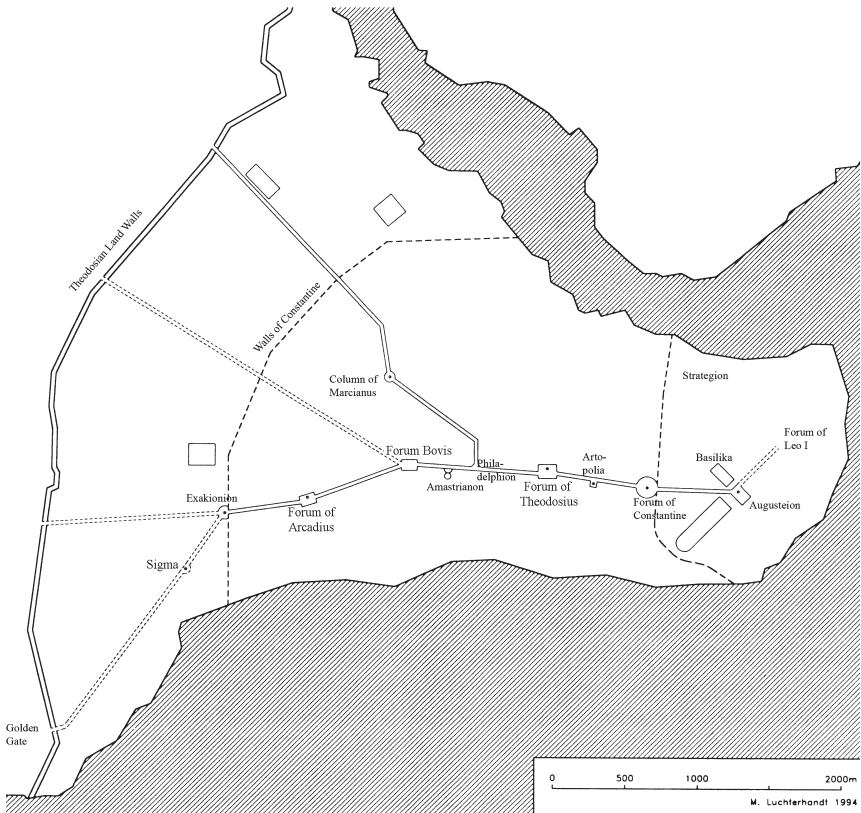 Theodosian Land Walls
Walls of Constantine
Column of
Marcianus
Strategion
Forum of
Leo I
Basilika
Augusteion
Forum Bovis
Phila-
delphion
Amastrianon
Arto-
polia
Forum of
Theodosius
Forum of
Constantine
Exakionion
Forum of
Arcadius
Sigma
Golden
Gate
0 500 1000 2000m
M. Luchterhandt 1994